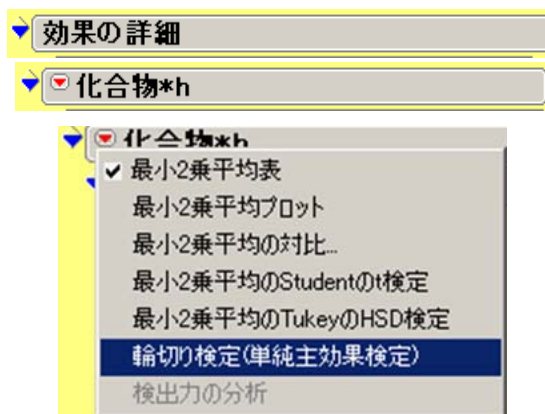 効果の詳細
化合物*h
化合物*h
最小2乗平均表
最小2乗平均プロット
最小2乗平均の対比...
最小2乗平均のStudentのt検定
最小2乗平均のTukeyのHSD検定
輪切り検定(単純主効果検定)
検出力の分析